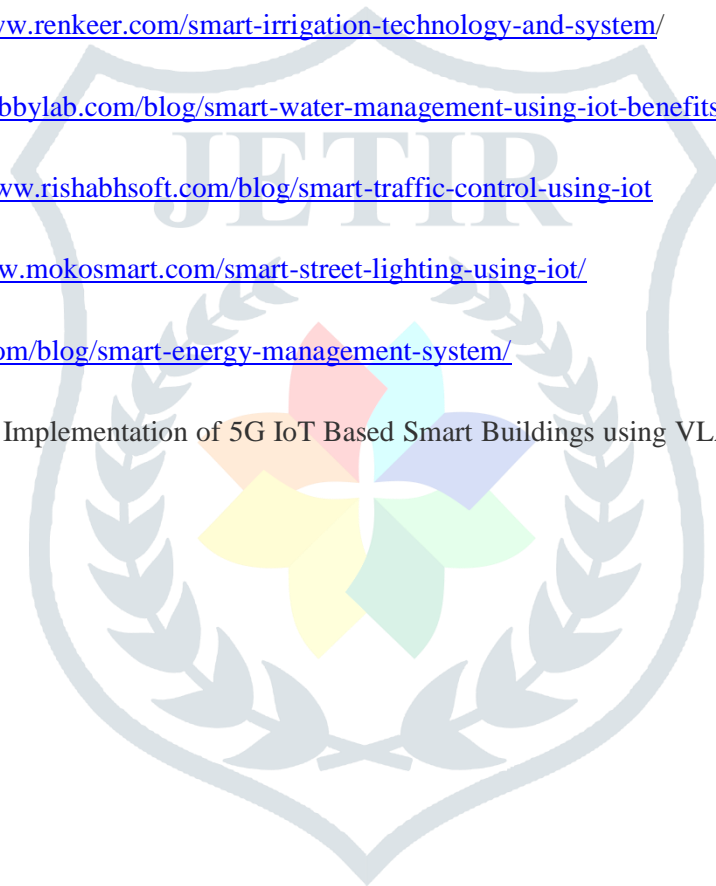 ww.renkeer.com/smart-irrigation-technology-and-system/
bbylab.com/blog/smart-water-management-using-iot-benefits
JETIR
ww.rishabhsoft.com/blog/smart-traffic-control-using-iot
w.mokosmart.com/smart-street-lighting-using-iot/
om/blog/smart-energy-management-system/
Implementation of 5G IoT Based Smart Buildings using VL